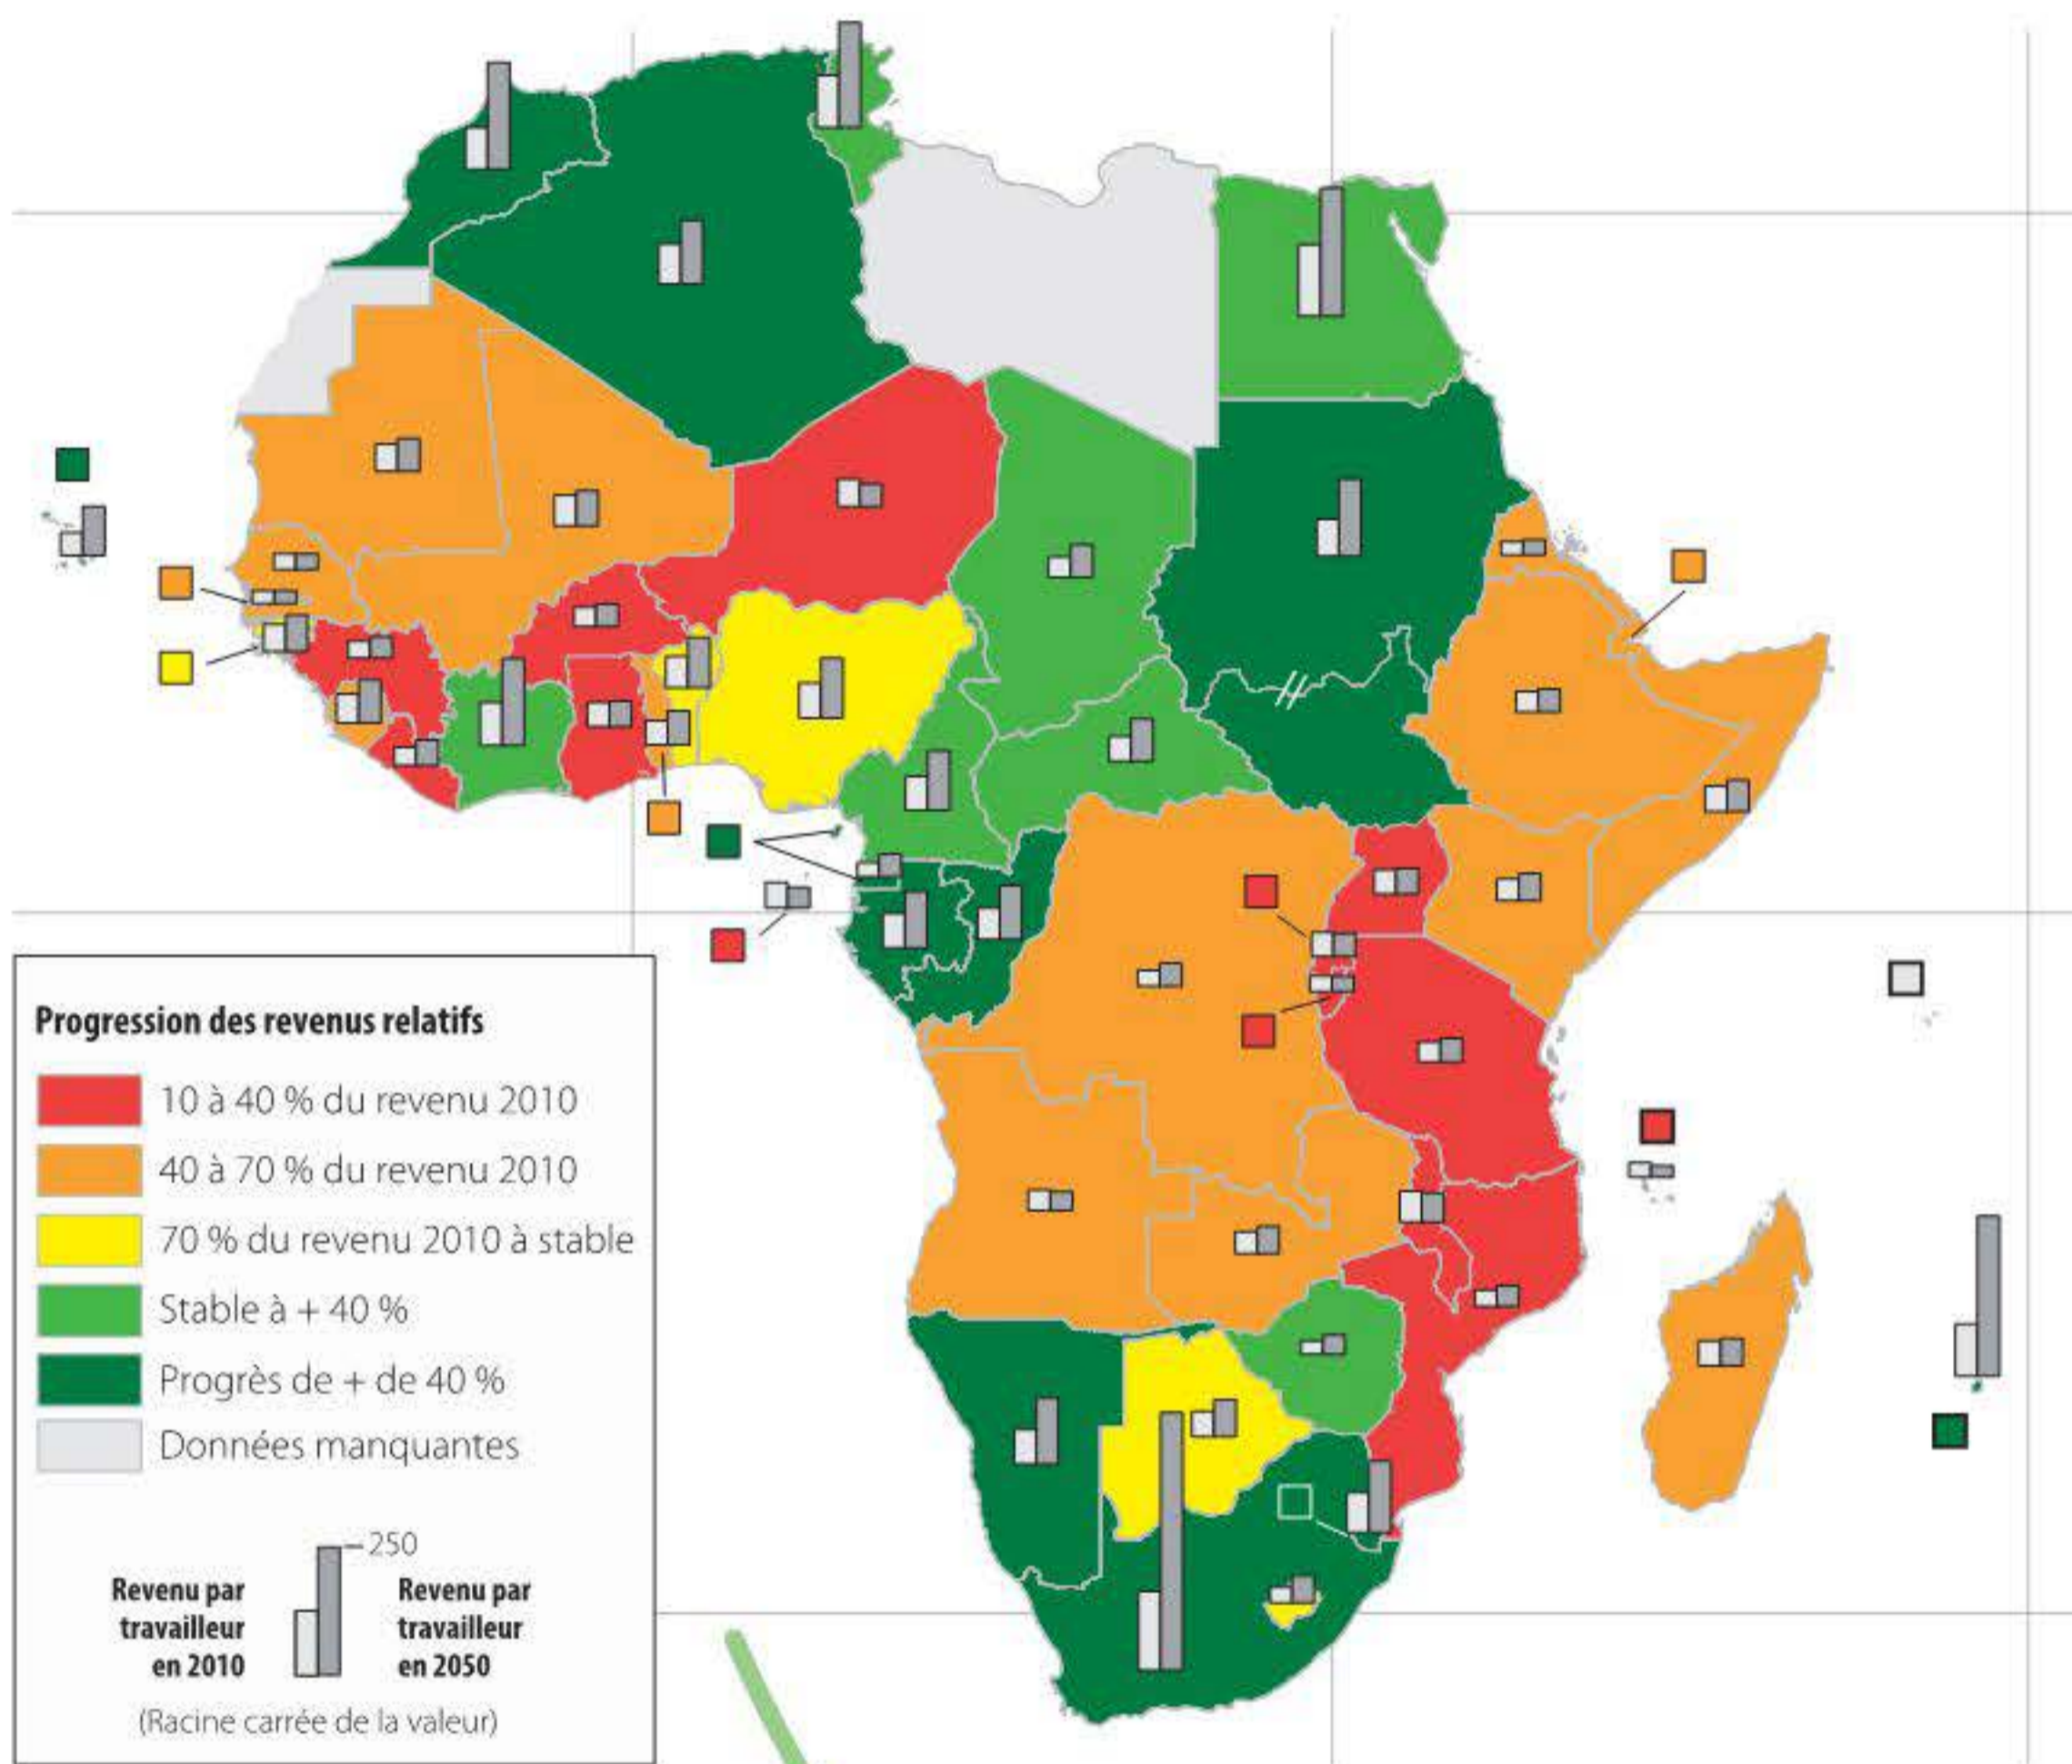 Progression des revenus relatifs
10 à 40 % du revenu 2010
40 à 70 % du revenu 2010
70 % du revenu 2010 à stable
Stable à + 40 %
Progrès de + de 40 %
Données manquantes
250
Revenu par
travailleur
en 2010
Revenu par
travailleur
en 2050
(Racine carrée de la valeur)